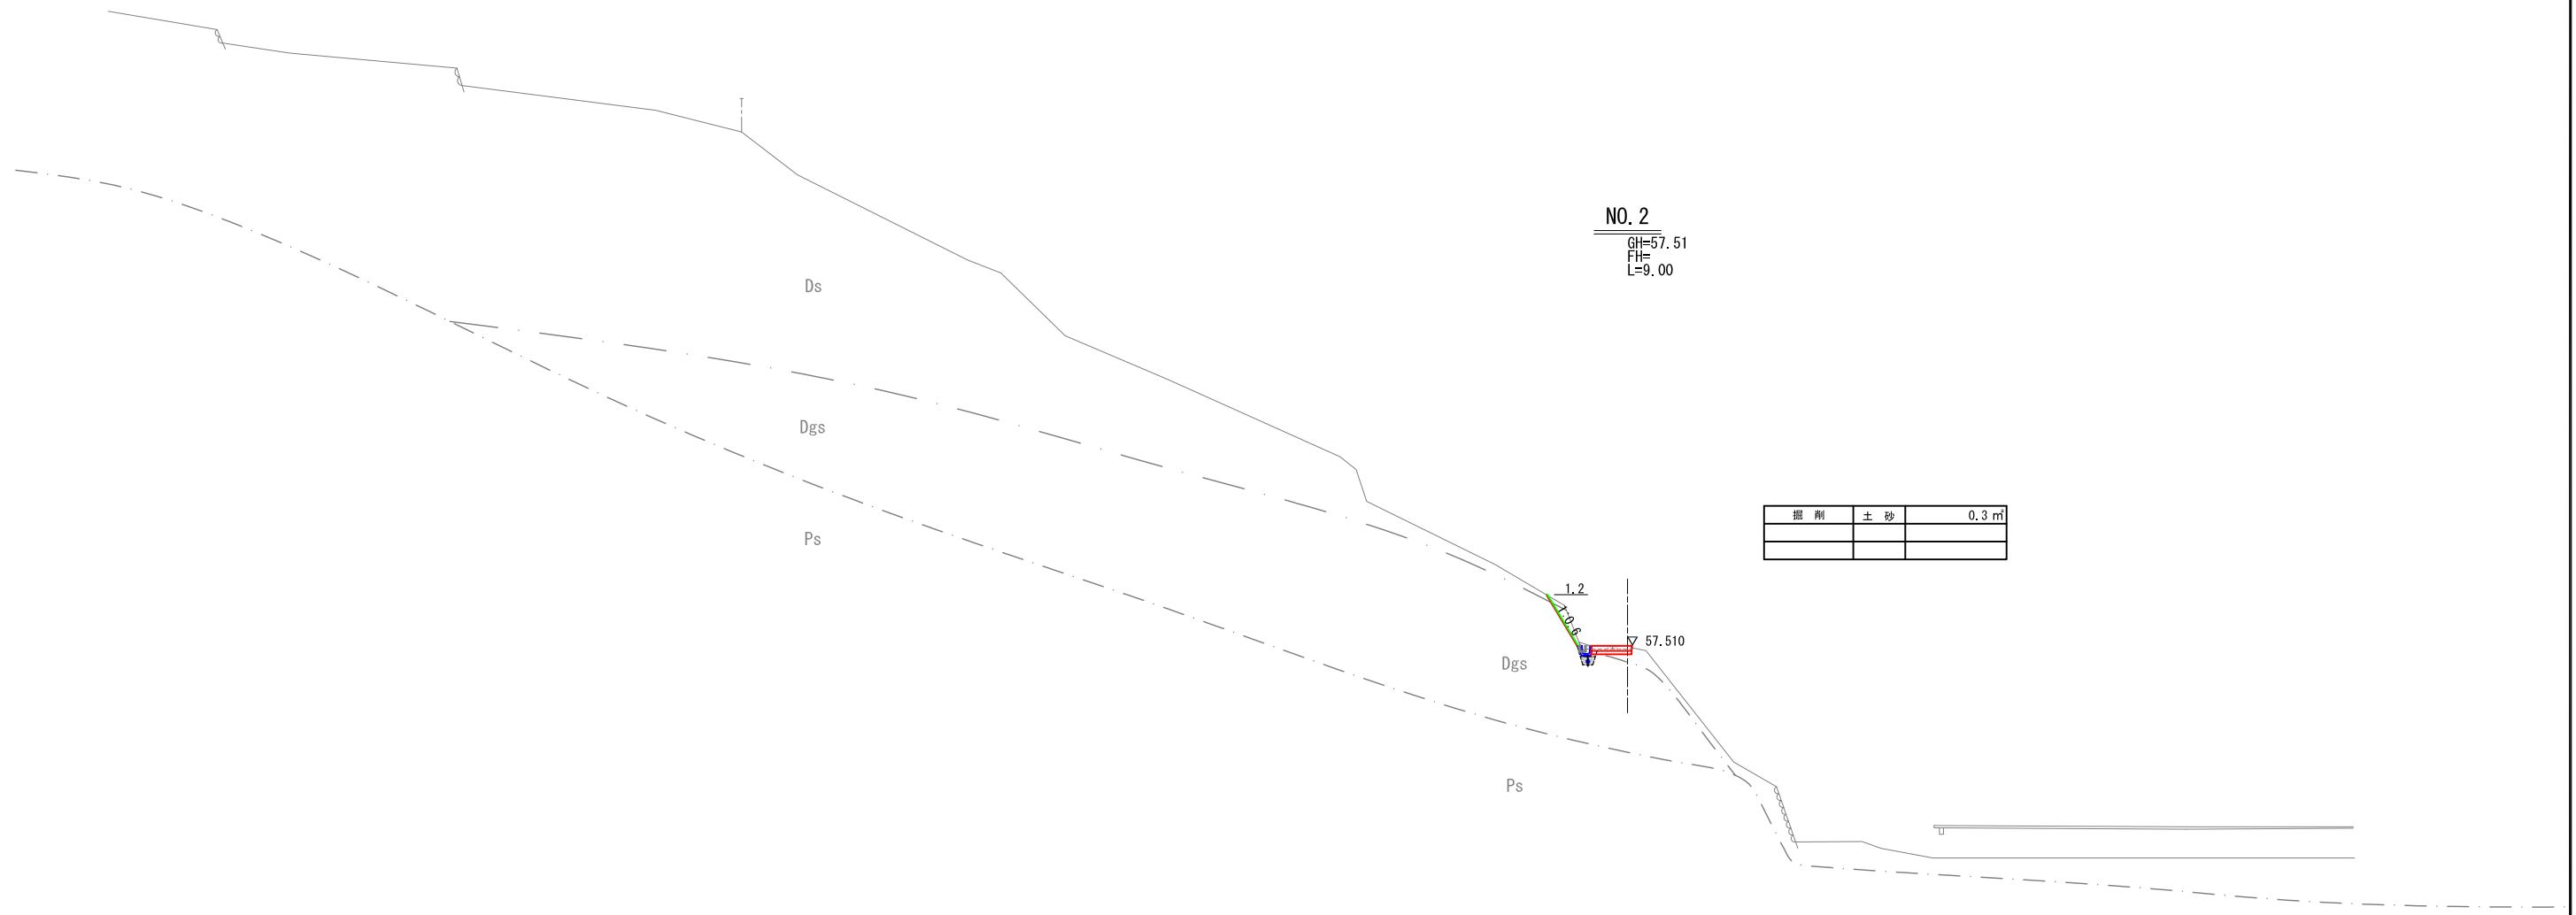 NO.2
GH=57.51
FH=
L=9.00
Ds
Dgs
Ps
掘 削 土 砂 0.3 ㎡
1.2
1:0.6
57.510
Dgs
Ps